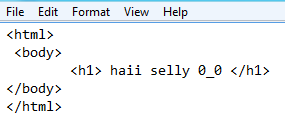 File Edit Format View Help
<html>
<body>
<h1> haii selly 0_0 </h1>
</body>
</html>